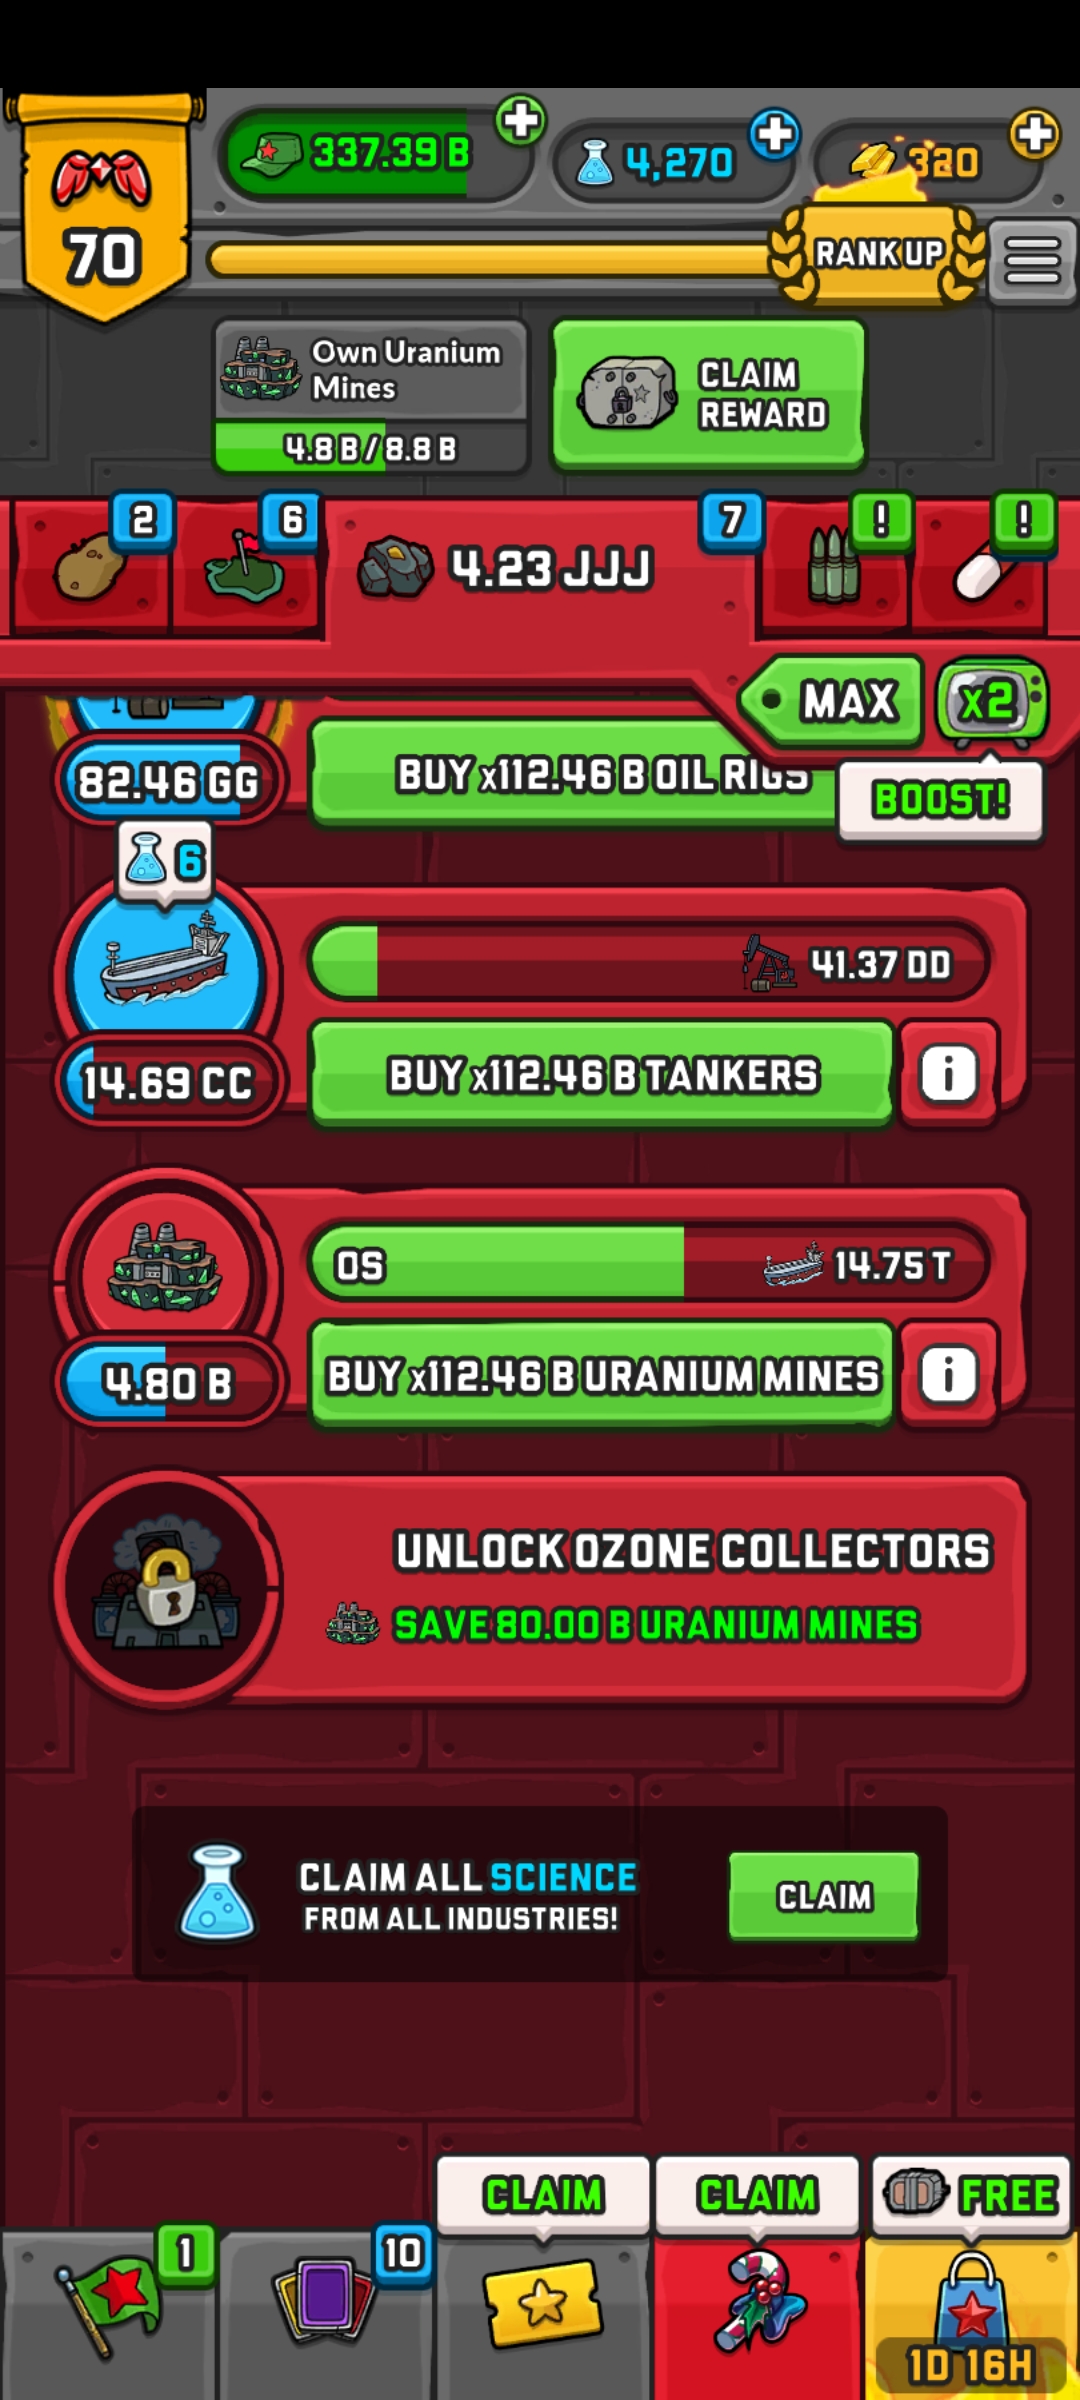 70
337.39 B
4,270
320
RANK UP
Own Uranium
Mines
4.8 B / 8.8 B
CLAIM
REWARD
2
6
4.23 JJJ
7
!
!
MAX
x2
BOOST!
82.46 GG
BUY x112.46 B OIL RIGS
6
41.37 DD
14.69 CC
BUY x112.46 B TANKERS
i
0S
14.75 T
4.80 B
BUY x112.46 B URANIUM MINES
i
UNLOCK OZONE COLLECTORS
SAVE 80.00 B URANIUM MINES
CLAIM ALL SCIENCE
FROM ALL INDUSTRIES!
CLAIM
CLAIM
CLAIM
FREE
1
10
1D 16H